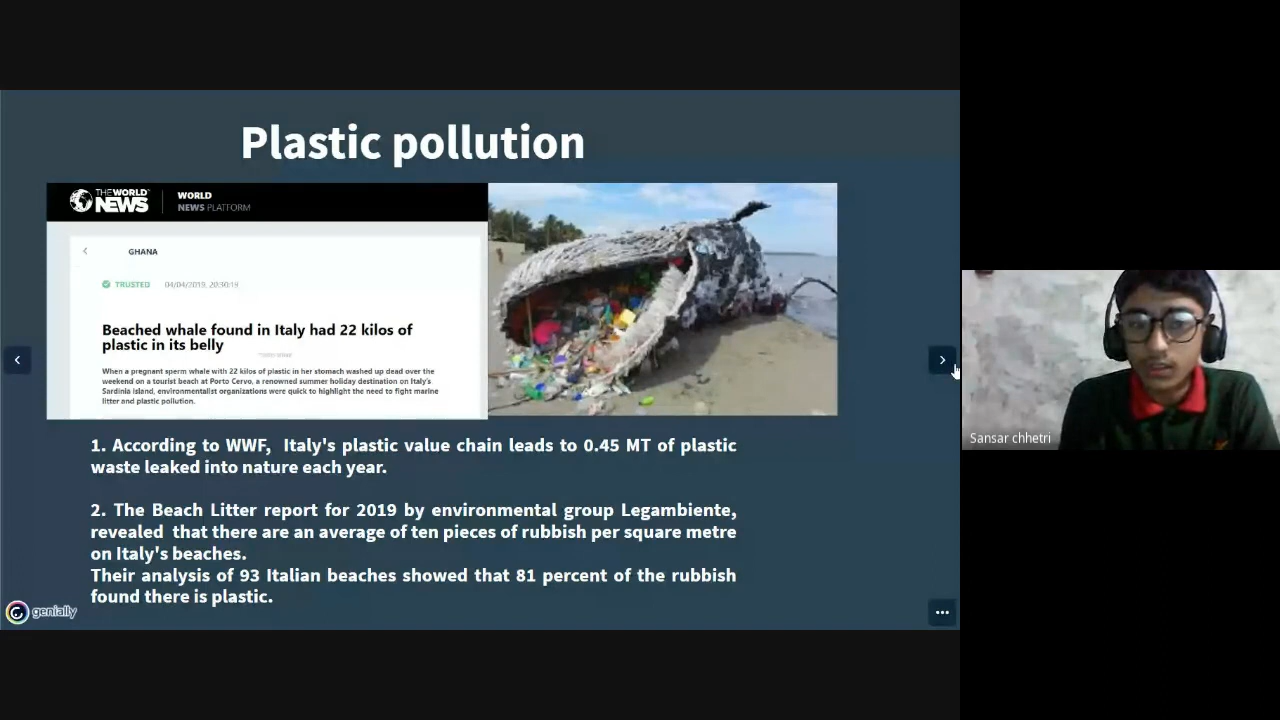 Plastic pollution
THE WORLD
NEWS
WORLD
NEWS PLATFORM
GHANA
TRUSTED 04/04/2019, 20:30:19
Beached whale found in Italy had 22 kilos of
plastic in its belly
When a pregnant sperm whale with 22 kilos of plastic in her stomach washed up dead over the
weekend on a tourist beach at Porto Cervo, a renowned summer holiday destination on Italy's
Sardinia Island, environmentalist organizations were quick to highlight the need to fight marine
litter and plastic pollution.
1. According to WWF, Italy's plastic value chain leads to 0.45 MT of plastic
waste leaked into nature each year.
2. The Beach Litter report for 2019 by environmental group Legambiente,
revealed that there are an average of ten pieces of rubbish per square metre
on Italy's beaches.
Their analysis of 93 Italian beaches showed that 81 percent of the rubbish
found there is plastic.
genially
Sansar chhetri